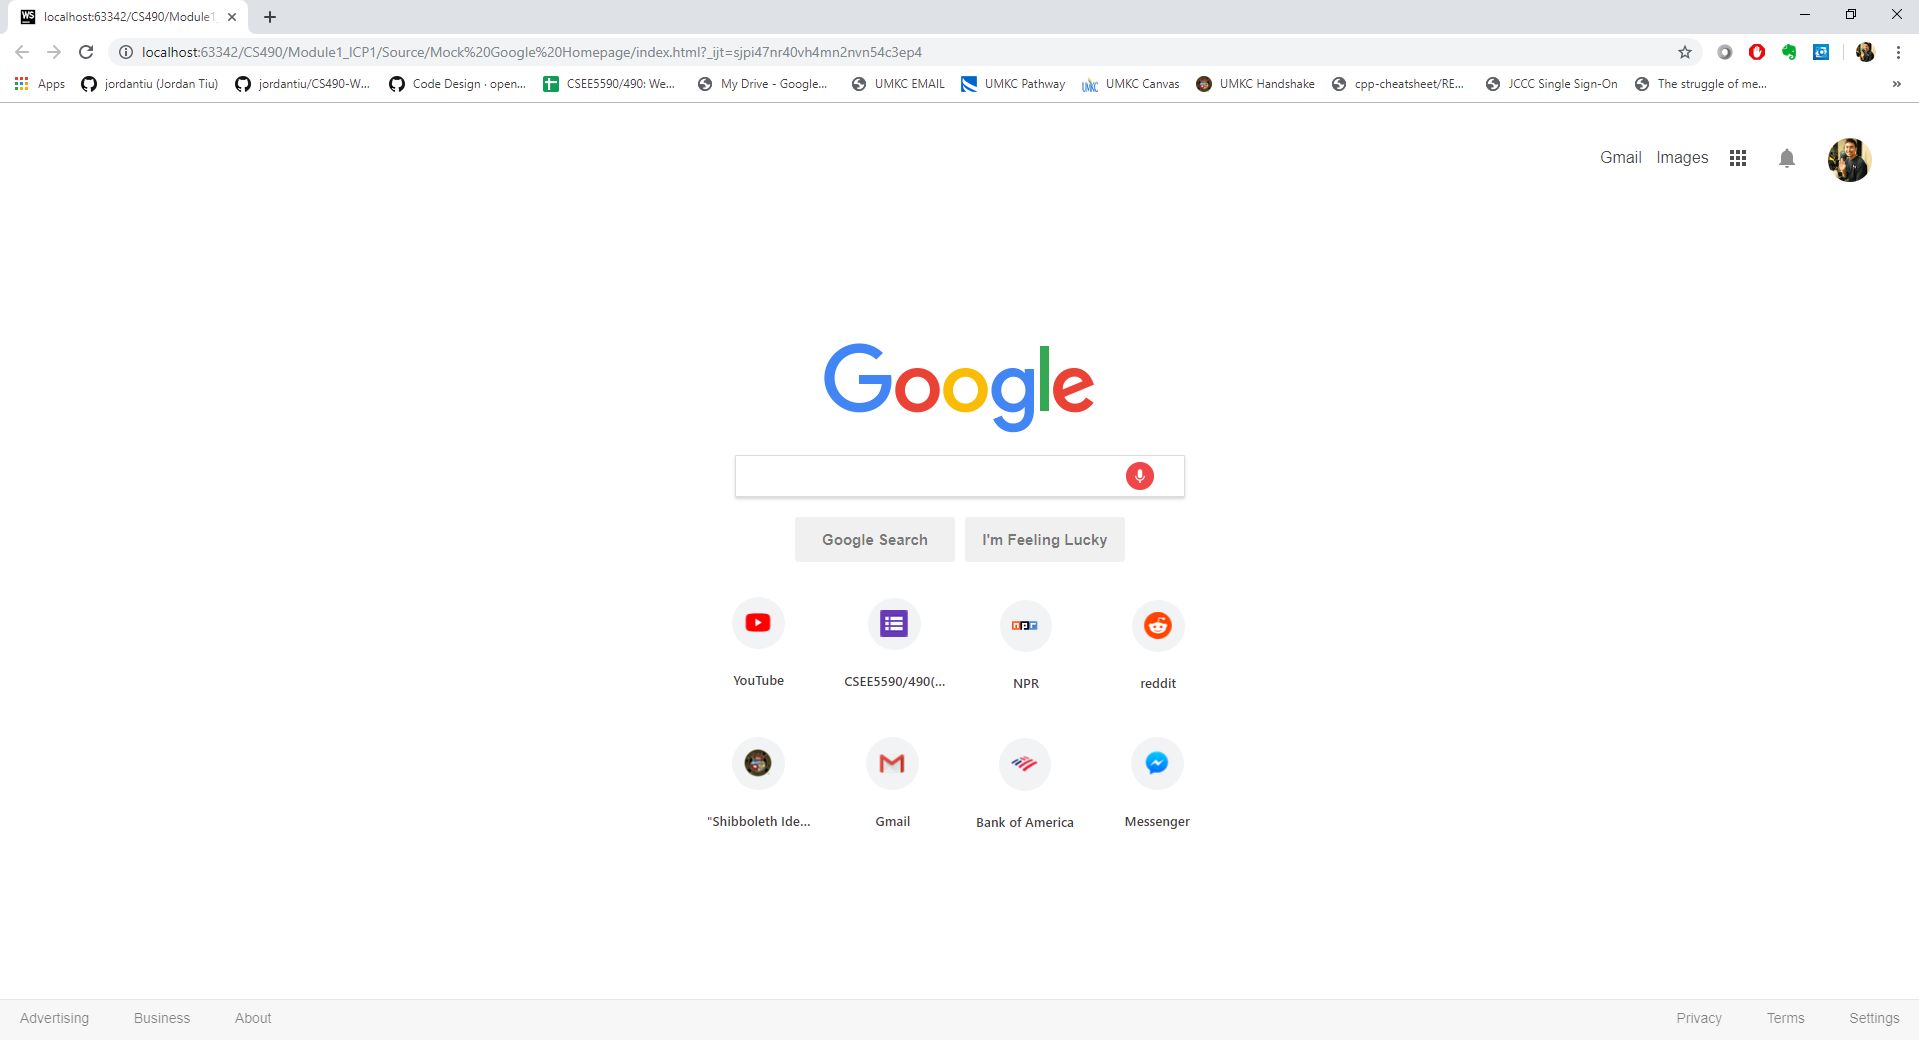 localhost:63342/CS490/Module1_
localhost:63342/CS490/Module1_ICP1/Source/Mock%20Google%20Homepage/index.html?_ijt=sjpi47nr40vh4mn2nvn54c3ep4
Apps jordantiu (Jordan Tiu) jordantiu/CS490-W... Code Design · open... CSEE5590/490: We... My Drive - Google... UMKC EMAIL UMKC Pathway UMKC Canvas UMKC Handshake cpp-cheatsheet/RE... JCCC Single Sign-On The struggle of me... »
Gmail Images
Google
Google Search I'm Feeling Lucky
YouTube CSEE5590/490(... NPR reddit
"Shibboleth Ide... Gmail Bank of America Messenger
Advertising Business About Privacy Terms Settings